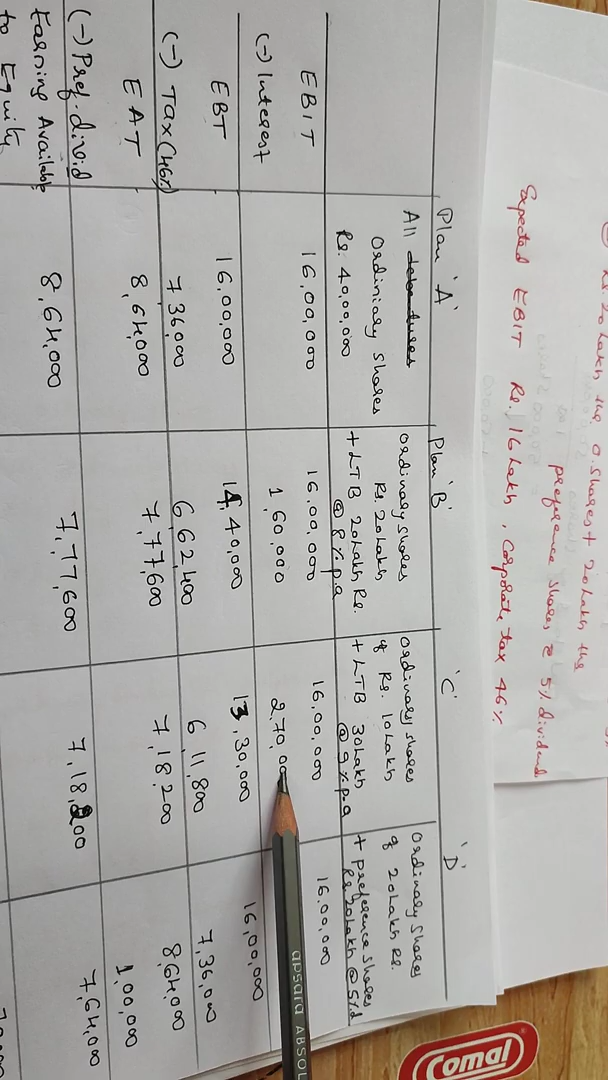 Rs. 20 Lakh the O. Shares + 20 Lakh the
preference shares @ 5% dividend
Expected EBIT Rs. 16 Lakh, Corporate tax 46%
Plan 'A'
All debentures Ordinary Shares
Rs. 40,00,000
Plan 'B'
Ordinary shares
Rs. 20 Lakh
+ LTB 20 Lakh Rs.
@ 8% p.a
'C'
Ordinary shares
of Rs. 10 Lakh
+ LTB 30 Lakh
@ 9% p.a
'D'
Ordinary shares
of 20 Lakh Rs.
+ preference shares
Rs. 20 Lakh @ 5%
EBIT 16,00,000 16,00,000 16,00,000 16,00,000
(-) Interest 1,60,000 2,70,00
EBT 16,00,000 14,40,000 13,30,000 16,00,000
(-) Tax (46%) 7,36,000 6,62,400 6,11,800 7,36,000
EAT 8,64,000 7,77,600 7,18,200 8,64,000
(-) Pref. divid 1,00,000
Earning Available 8,64,000 7,77,600 7,18,200 7,64,000
to Equity
apsara ABSOL
Comal